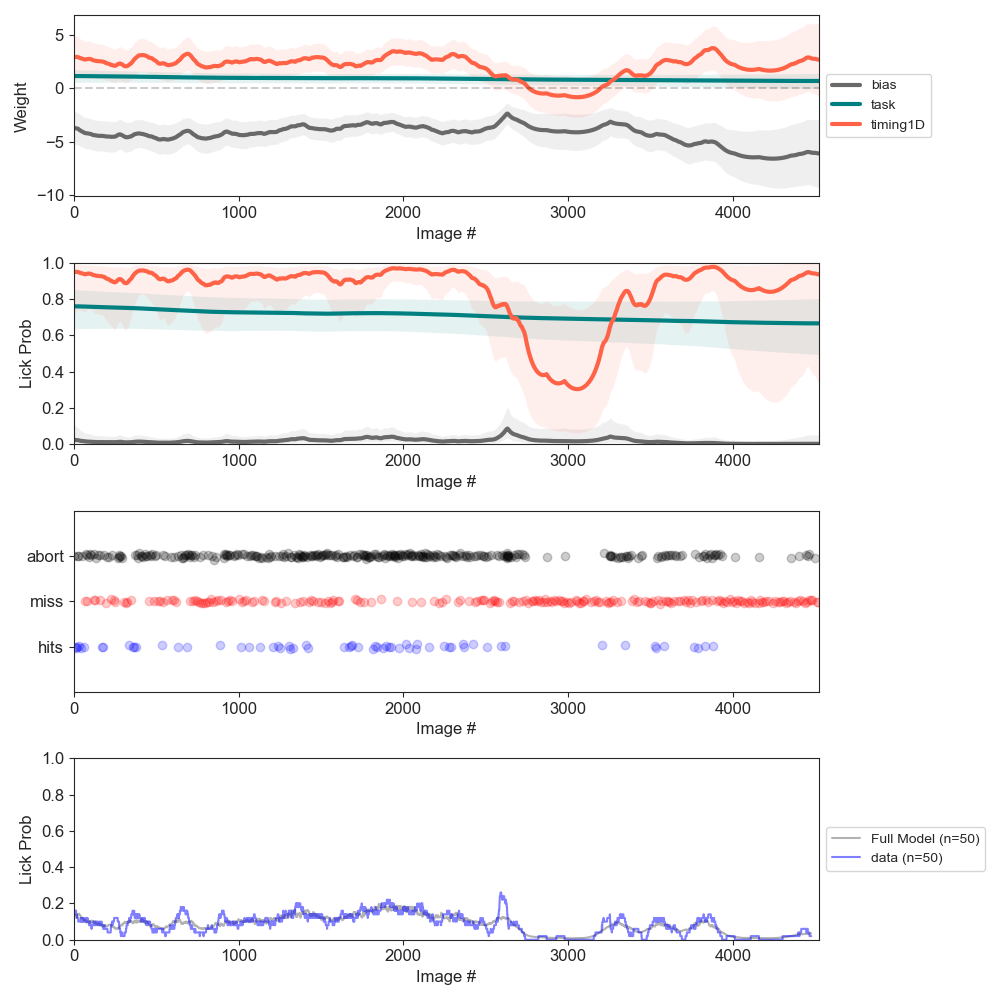 Weight
5
0
−5
−10
0 1000 2000 3000 4000
Image #
bias
task
timing1D
Lick Prob
1.0
0.8
0.6
0.4
0.2
0.0
0 1000 2000 3000 4000
Image #
abort
miss
hits
0 1000 2000 3000 4000
Image #
Lick Prob
1.0
0.8
0.6
0.4
0.2
0.0
0 1000 2000 3000 4000
Image #
Full Model (n=50)
data (n=50)